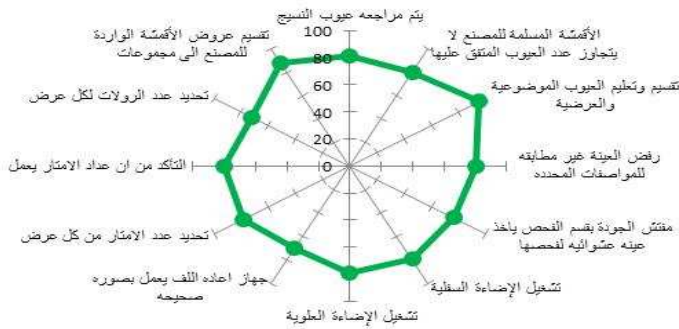 يتم مراجعه عيوب النسيج
الأقمشة المسلمة للمصنع لا
يتجاوز عدد العيوب المتفق عليها
تقسيم وتعليم العيوب الموضوعية
والعرضية
رفض العينة غير مطابقه
للمواصفات المحدده
مفتش الجودة بقسم الفحص ياخذ
عينه عشوائيه لفحصها
تشغيل الإضاءة السفلية
تشغيل الإضاءة العلوية
جهاز اعاده اللف يعمل بصوره
صحيحه
تحديد عدد الامتار من كل عرض
التأكد من ان عداد الامتار يعمل
تحديد عدد الرولات لكل عرض
تقسيم عروض الأقمشة الواردة
للمصنع الى مجموعات
100
80
60
40
20
0